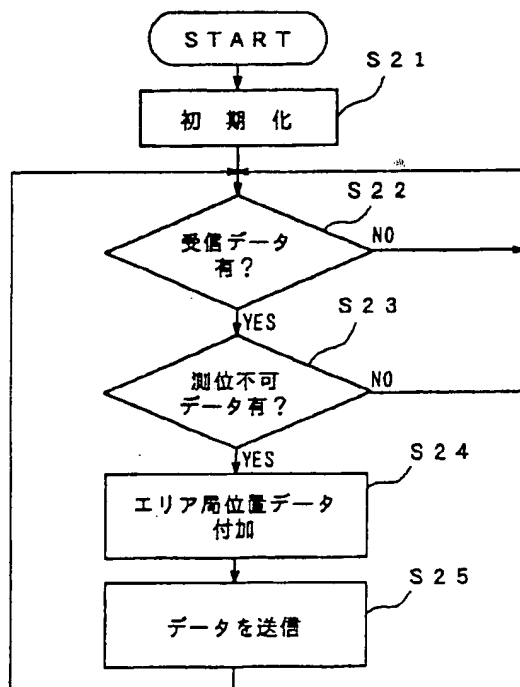 START
S21
初期化
S22
受信データ
有?
NO
YES
S23
測位不可
データ有?
NO
YES
S24
エリア局位置データ
付加
S25
データを送信